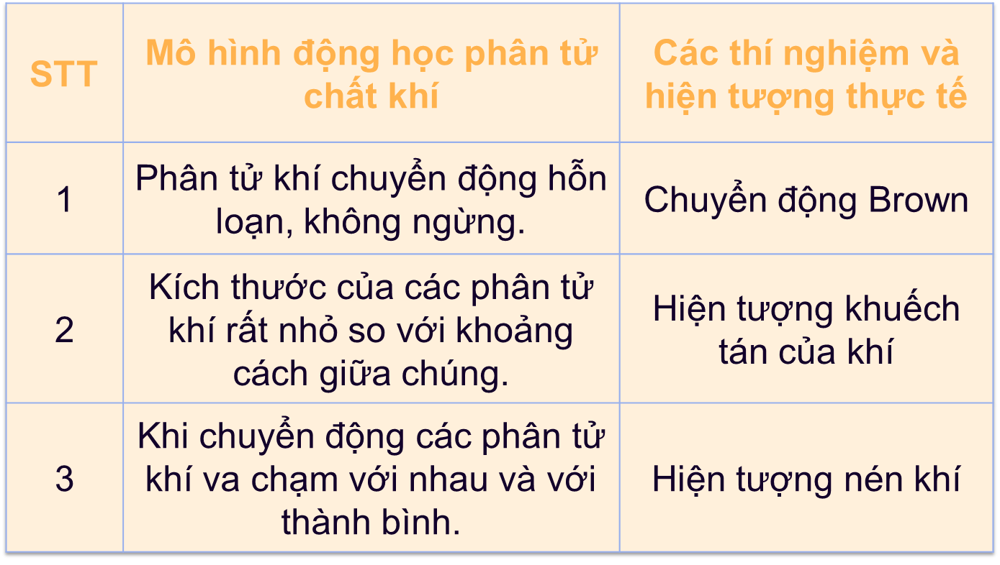 STT
Mô hình động học phân tử
chất khí
Các thí nghiệm và
hiện tượng thực tế
1
Phân tử khí chuyển động hỗn
loạn, không ngừng.
Chuyển động Brown
2
Kích thước của các phân tử
khí rất nhỏ so với khoảng
cách giữa chúng.
Hiện tượng khuếch
tán của khí
3
Khi chuyển động các phân tử
khí va chạm với nhau và với
thành bình.
Hiện tượng nén khí